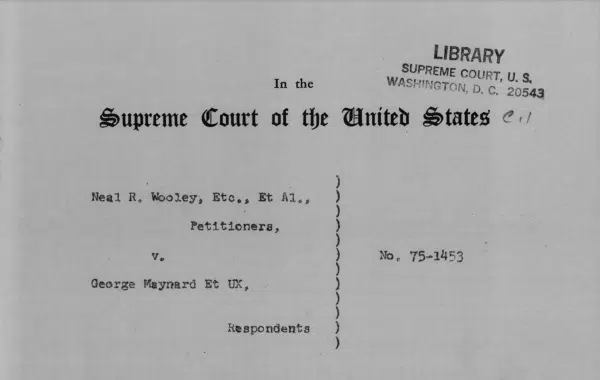 LIBRARY
SUPREME COURT, U. S.
WASHINGTON, D. C. 20543
In the
Supreme Court of the United States
C.1
Neal R. Wooley, Etc., Et Al.,
Petitioners,
v.
No. 75-1453
George Maynard Et UX,
Respondents